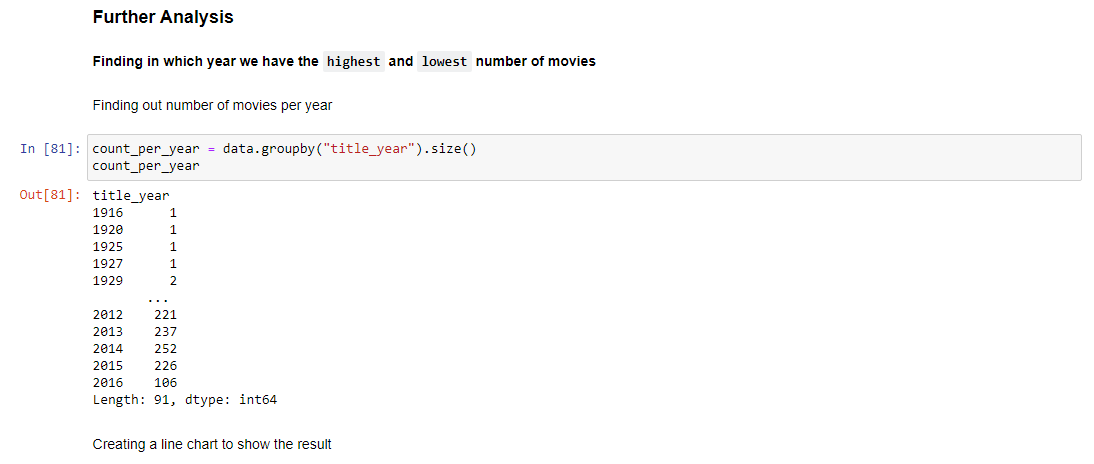 Further Analysis
Finding in which year we have the highest and lowest number of movies
Finding out number of movies per year
In [81]: count_per_year = data.groupby("title_year").size()
count_per_year
Out[81]: title_year
1916 1
1920 1
1925 1
1927 1
1929 2
...
2012 221
2013 237
2014 252
2015 226
2016 106
Length: 91, dtype: int64
Creating a line chart to show the result